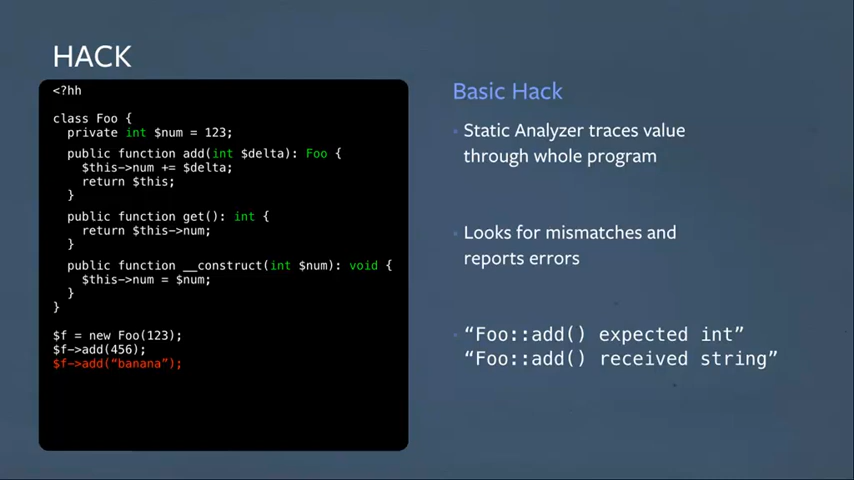 HACK
<?hh
class Foo {
private int $num = 123;
public function add(int $delta): Foo {
$this->num += $delta;
return $this;
}
public function get(): int {
return $this->num;
}
public function __construct(int $num): void {
$this->num = $num;
}
}
$f = new Foo(123);
$f->add(456);
$f->add(“banana”);
Basic Hack
Static Analyzer traces value
through whole program
Looks for mismatches and
reports errors
“Foo::add() expected int”
“Foo::add() received string”